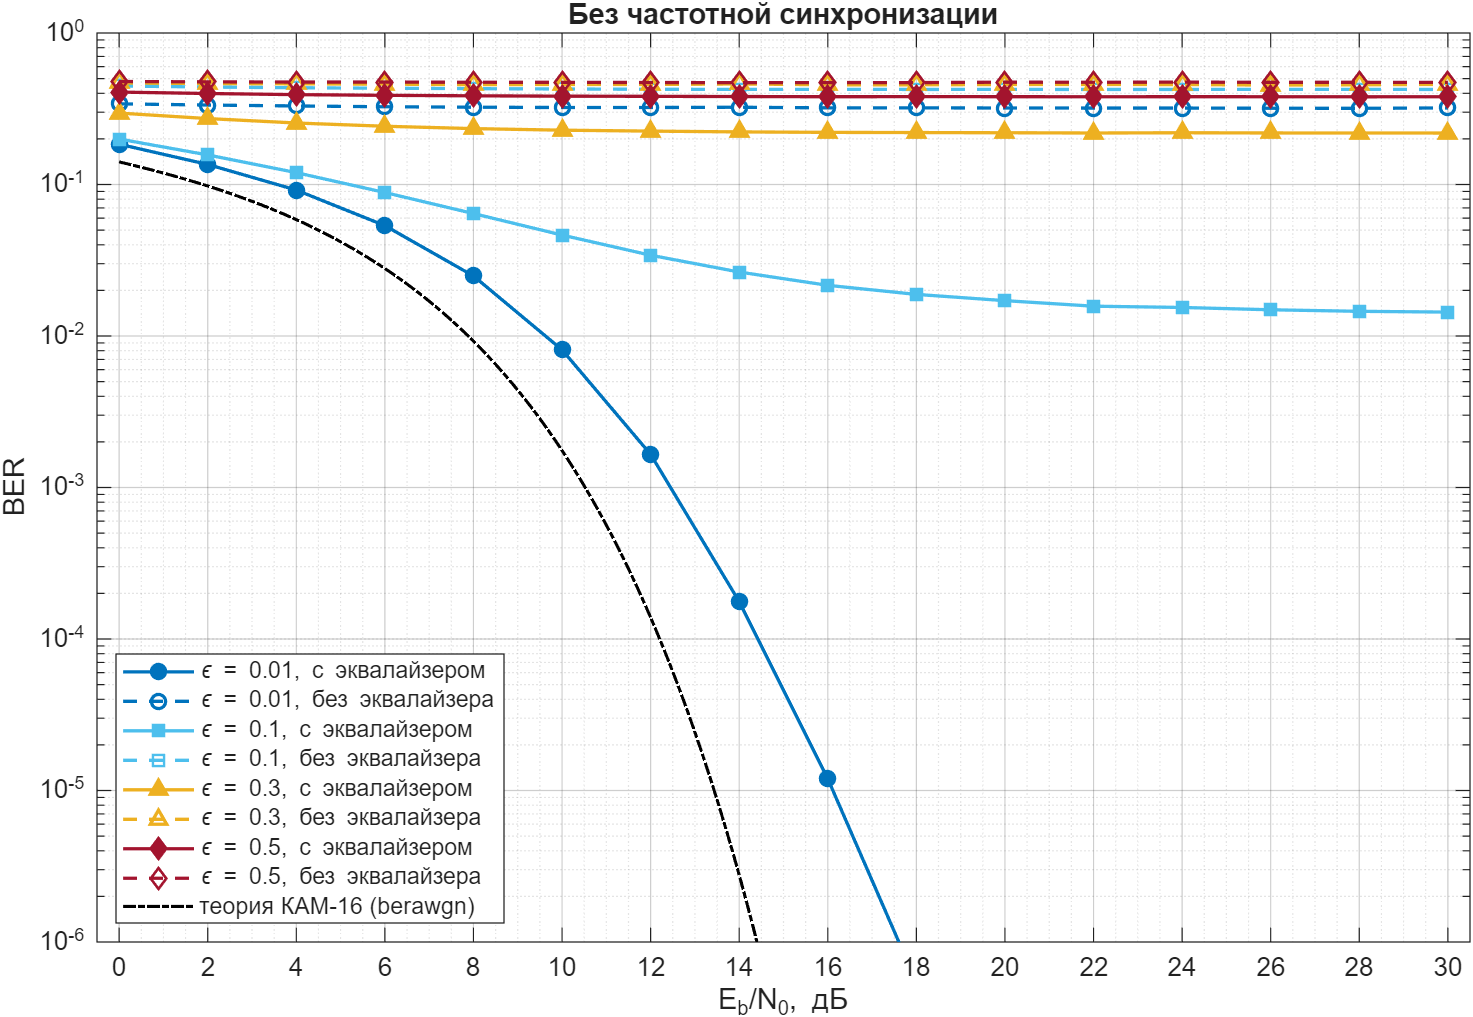 Без частотной синхронизации
10^0
10^-1
10^-2
10^-3
10^-4
10^-5
10^-6
BER
ϵ = 0.01, с эквалайзером
ϵ = 0.01, без эквалайзера
ϵ = 0.1, с эквалайзером
ϵ = 0.1, без эквалайзера
ϵ = 0.3, с эквалайзером
ϵ = 0.3, без эквалайзера
ϵ = 0.5, с эквалайзером
ϵ = 0.5, без эквалайзера
теория КАМ-16 (berawgn)
0 2 4 6 8 10 12 14 16 18 20 22 24 26 28 30
E_b/N_0, дБ